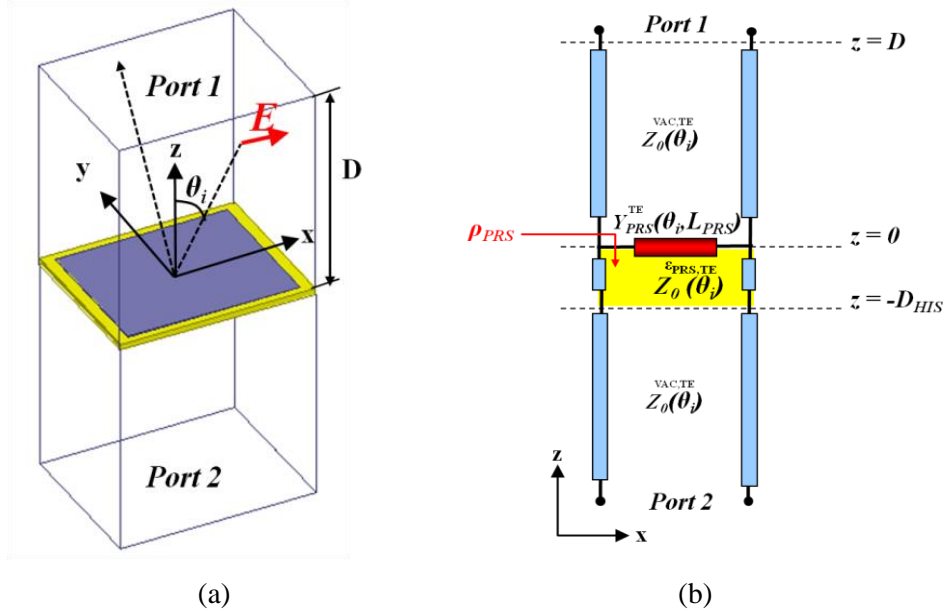 Port 1
E
z
y
θi
D
x
Port 2
(a)
Port 1
z = D
VAC,TE
Z0(θi)
TE
YPRS(θi, LPRS)
ρPRS
z = 0
εPRS,TE
Z0 (θi)
z = -DHIS
VAC,TE
Z0(θi)
z
Port 2
x
(b)